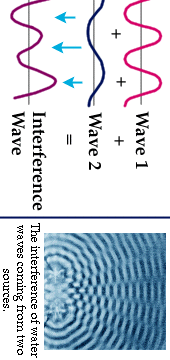 Wave 1
+ +
Wave 2
=
Interference
Wave
The interference of water
waves coming from two
sources.